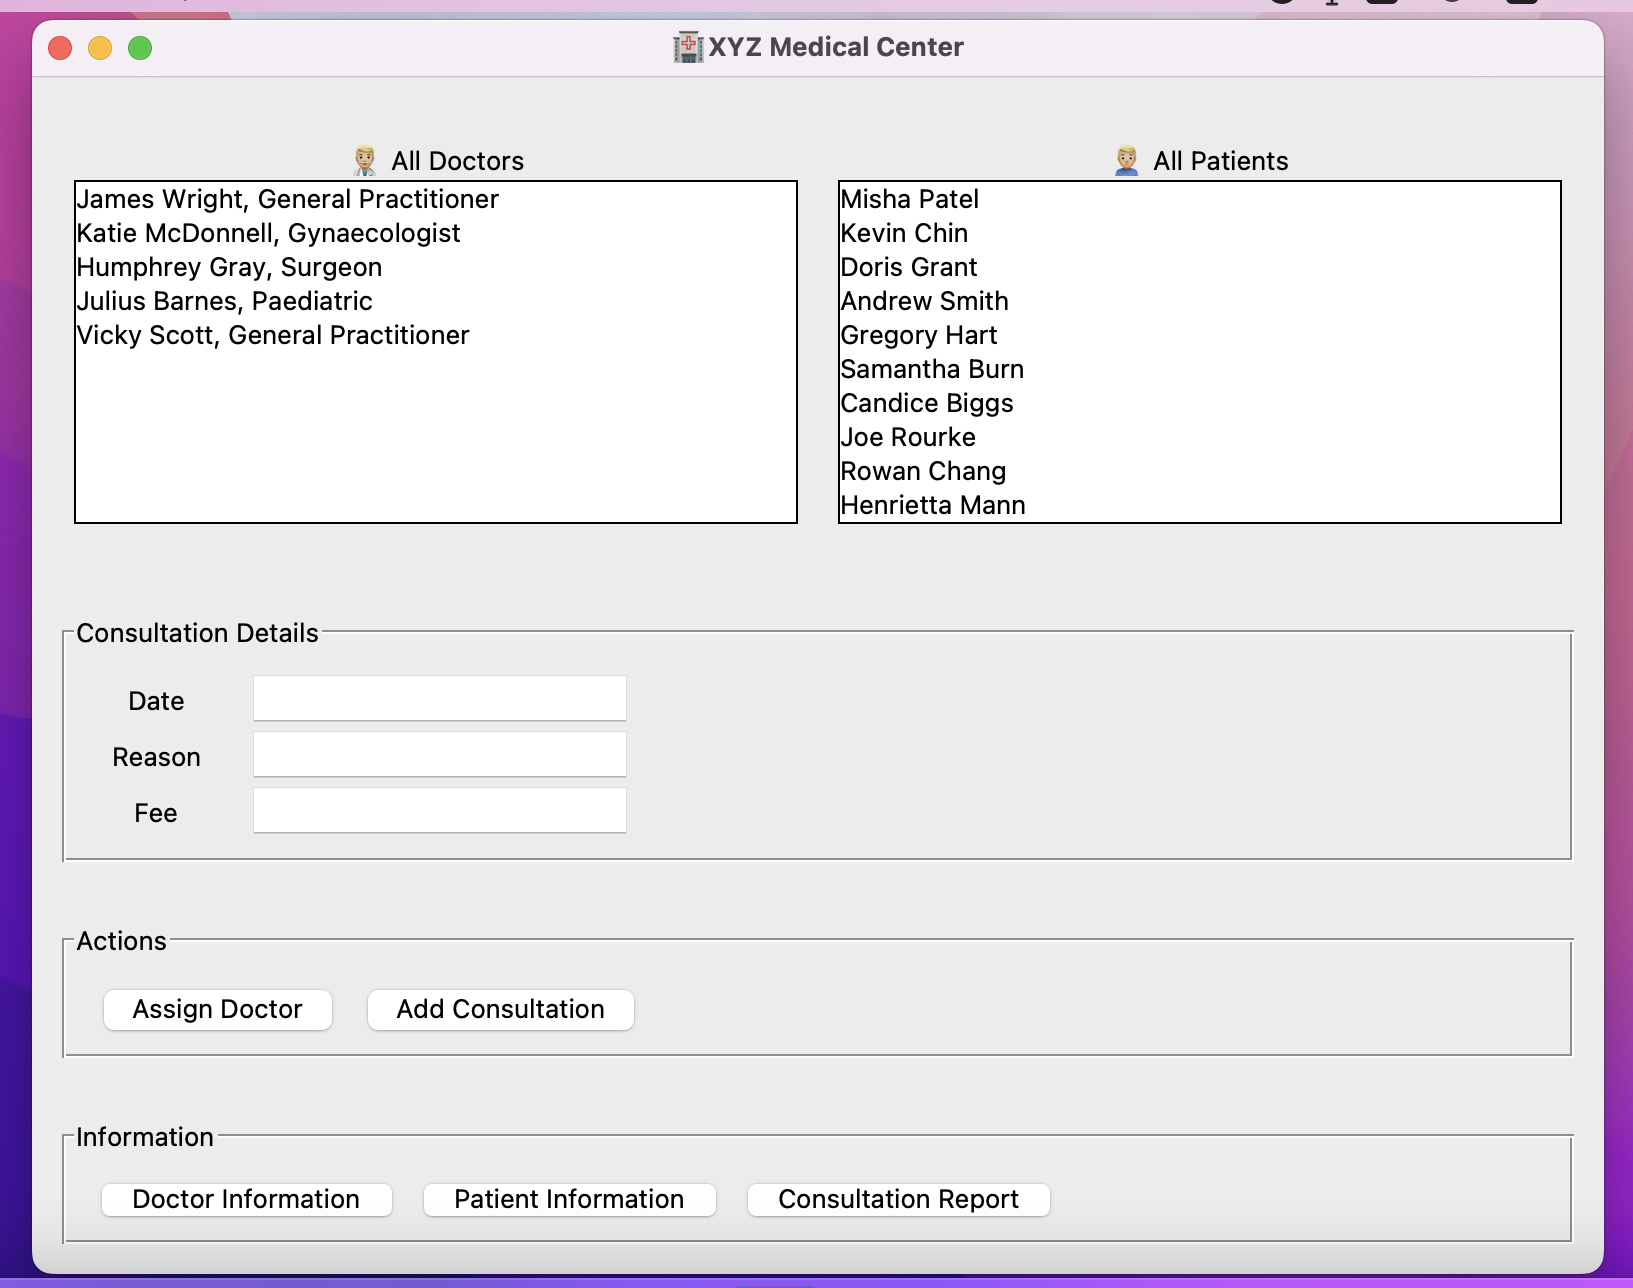 XYZ Medical Center
All Doctors
James Wright, General Practitioner
Katie McDonnell, Gynaecologist
Humphrey Gray, Surgeon
Julius Barnes, Paediatric
Vicky Scott, General Practitioner
All Patients
Misha Patel
Kevin Chin
Doris Grant
Andrew Smith
Gregory Hart
Samantha Burn
Candice Biggs
Joe Rourke
Rowan Chang
Henrietta Mann
Consultation Details
Date
Reason
Fee
Actions
Assign Doctor
Add Consultation
Information
Doctor Information
Patient Information
Consultation Report